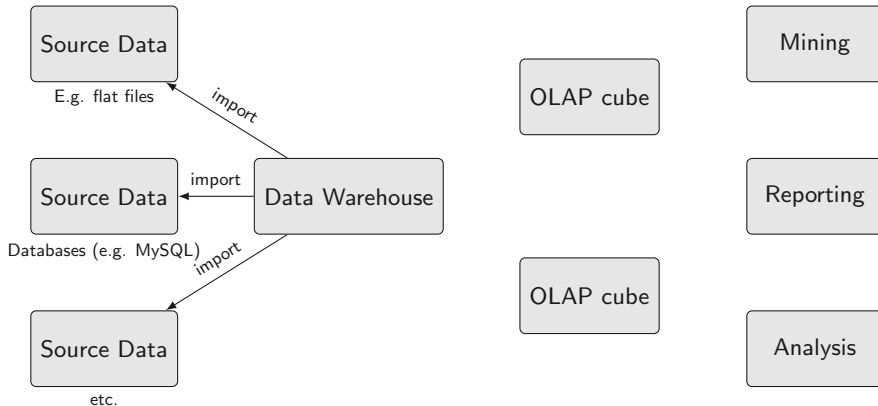 Source Data
E.g. flat files
import
Source Data
Databases (e.g. MySQL)
import
Source Data
etc.
import
Data Warehouse
OLAP cube
OLAP cube
Mining
Reporting
Analysis